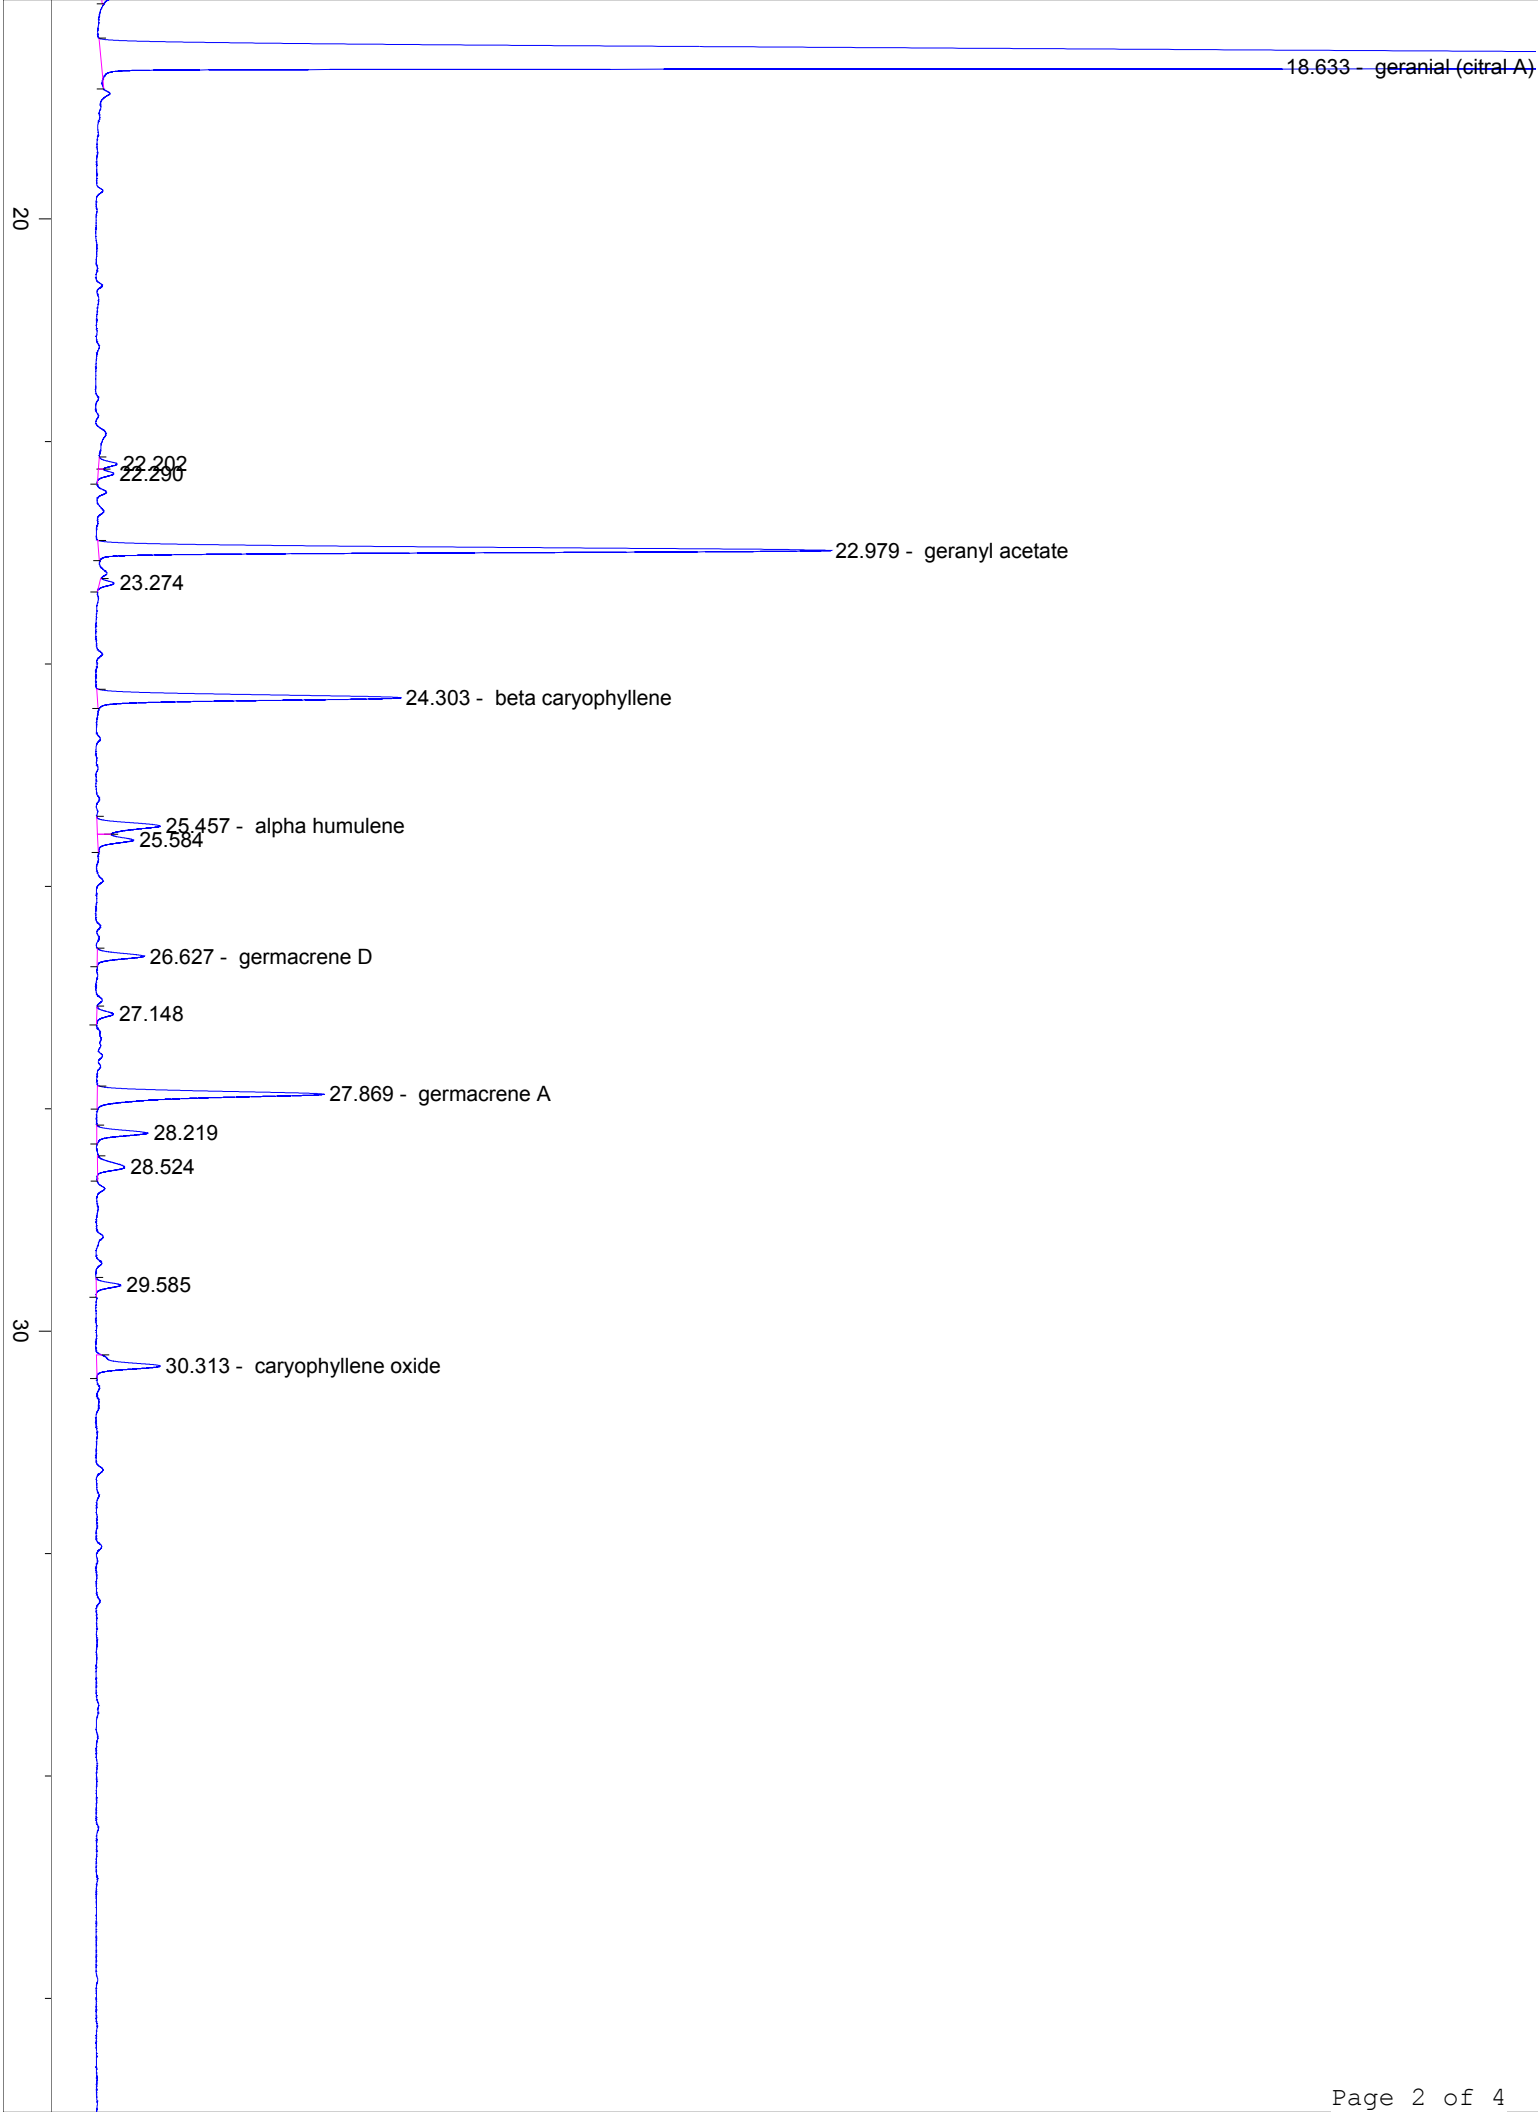 18.633 - geranial (citral A)
20
22.202
22.290
22.979 - geranyl acetate
23.274
24.303 - beta caryophyllene
25.457 - alpha humulene
25.584
26.627 - germacrene D
27.148
27.869 - germacrene A
28.219
28.524
29.585
30
30.313 - caryophyllene oxide
Page 2 of 4